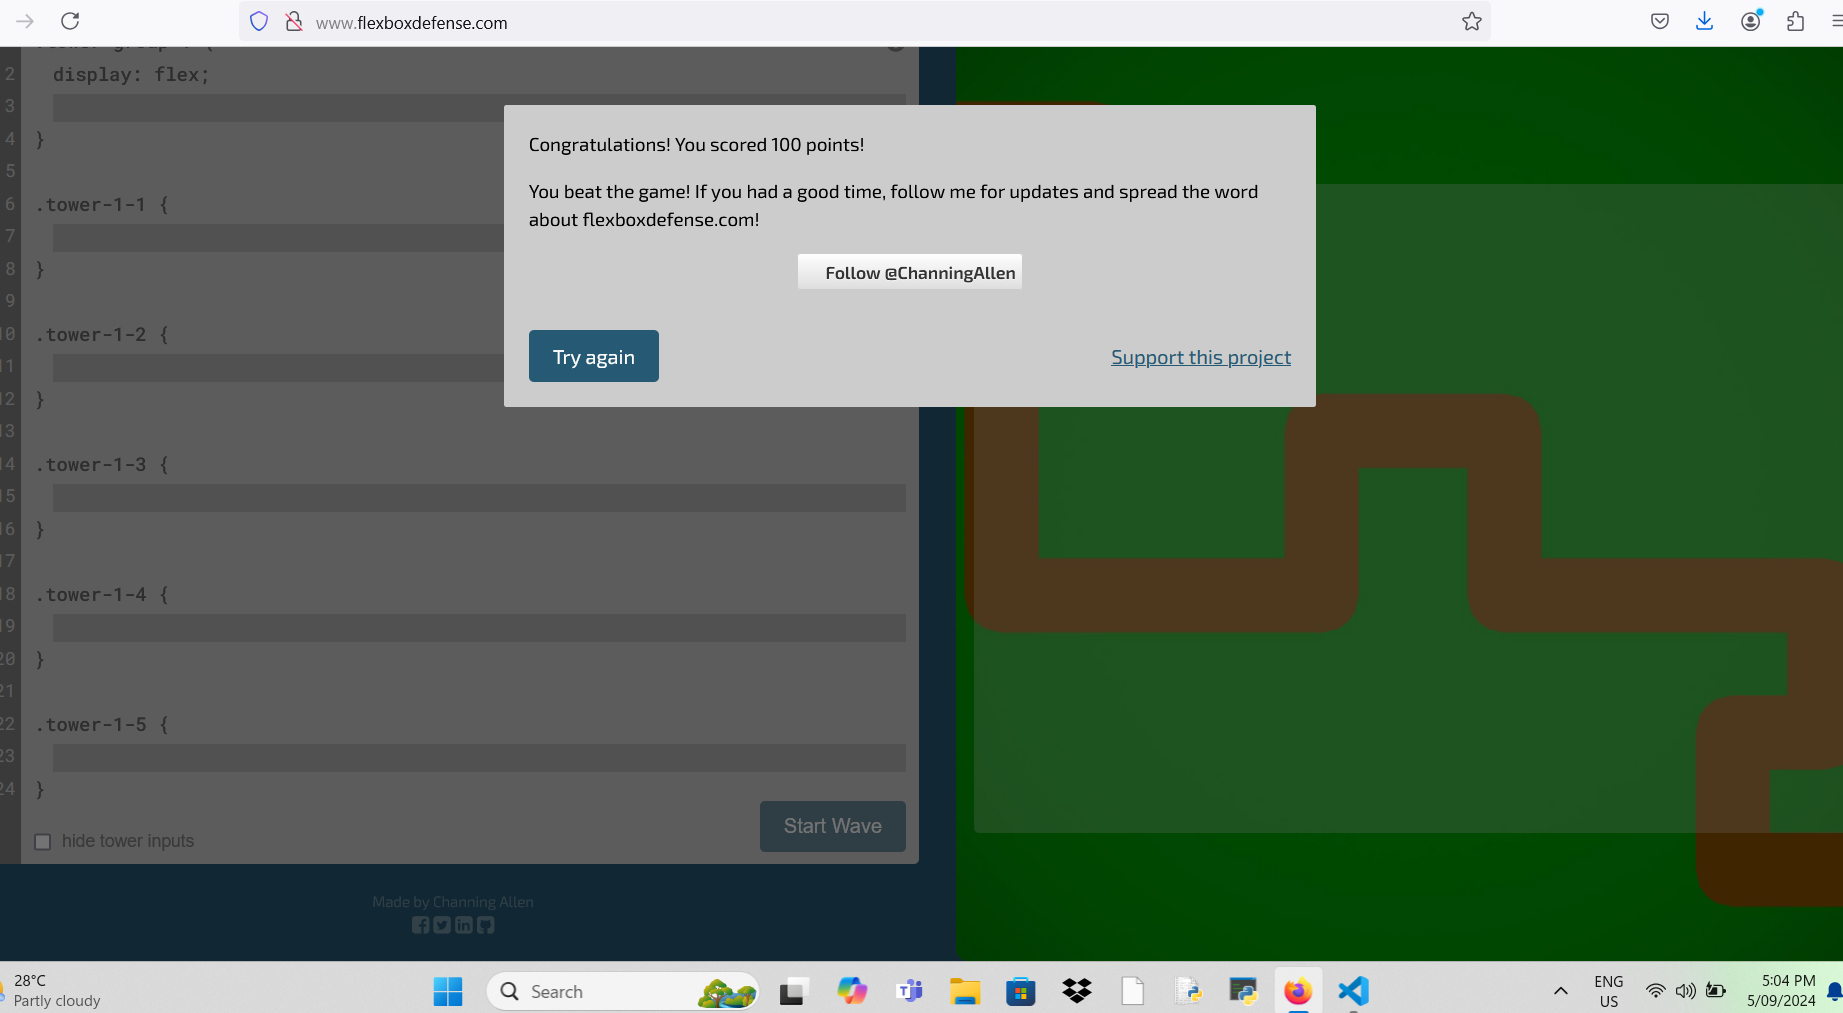 www.flexboxdefense.com
.tower-group-1 {
2 display: flex;
3
4 }
5
6 .tower-1-1 {
7
8 }
9
10 .tower-1-2 {
11
12 }
13
14 .tower-1-3 {
15
16 }
17
18 .tower-1-4 {
19
20 }
21
22 .tower-1-5 {
23
24 }
hide tower inputs
Start Wave
Made by Channing Allen
Congratulations! You scored 100 points!
You beat the game! If you had a good time, follow me for updates and spread the word
about flexboxdefense.com!
Follow @ChanningAllen
Try again
Support this project
28°C
Partly cloudy
Search
ENG
US
5:04 PM
5/09/2024